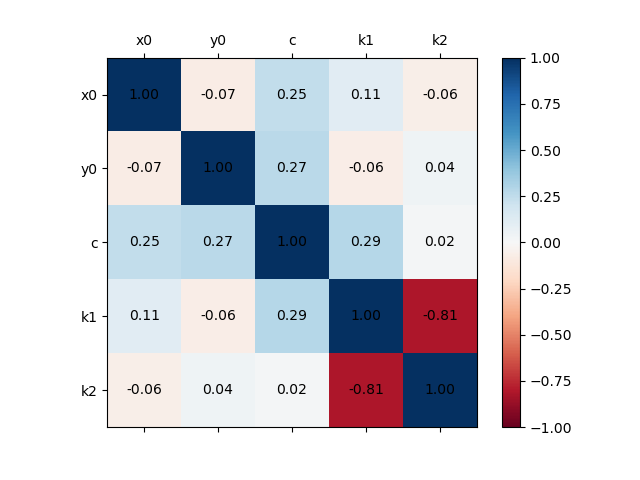 x0 y0 c k1 k2
x0 1.00 -0.07 0.25 0.11 -0.06
y0 -0.07 1.00 0.27 -0.06 0.04
c 0.25 0.27 1.00 0.29 0.02
k1 0.11 -0.06 0.29 1.00 -0.81
k2 -0.06 0.04 0.02 -0.81 1.00
1.00
0.75
0.50
0.25
0.00
−0.25
−0.50
−0.75
−1.00